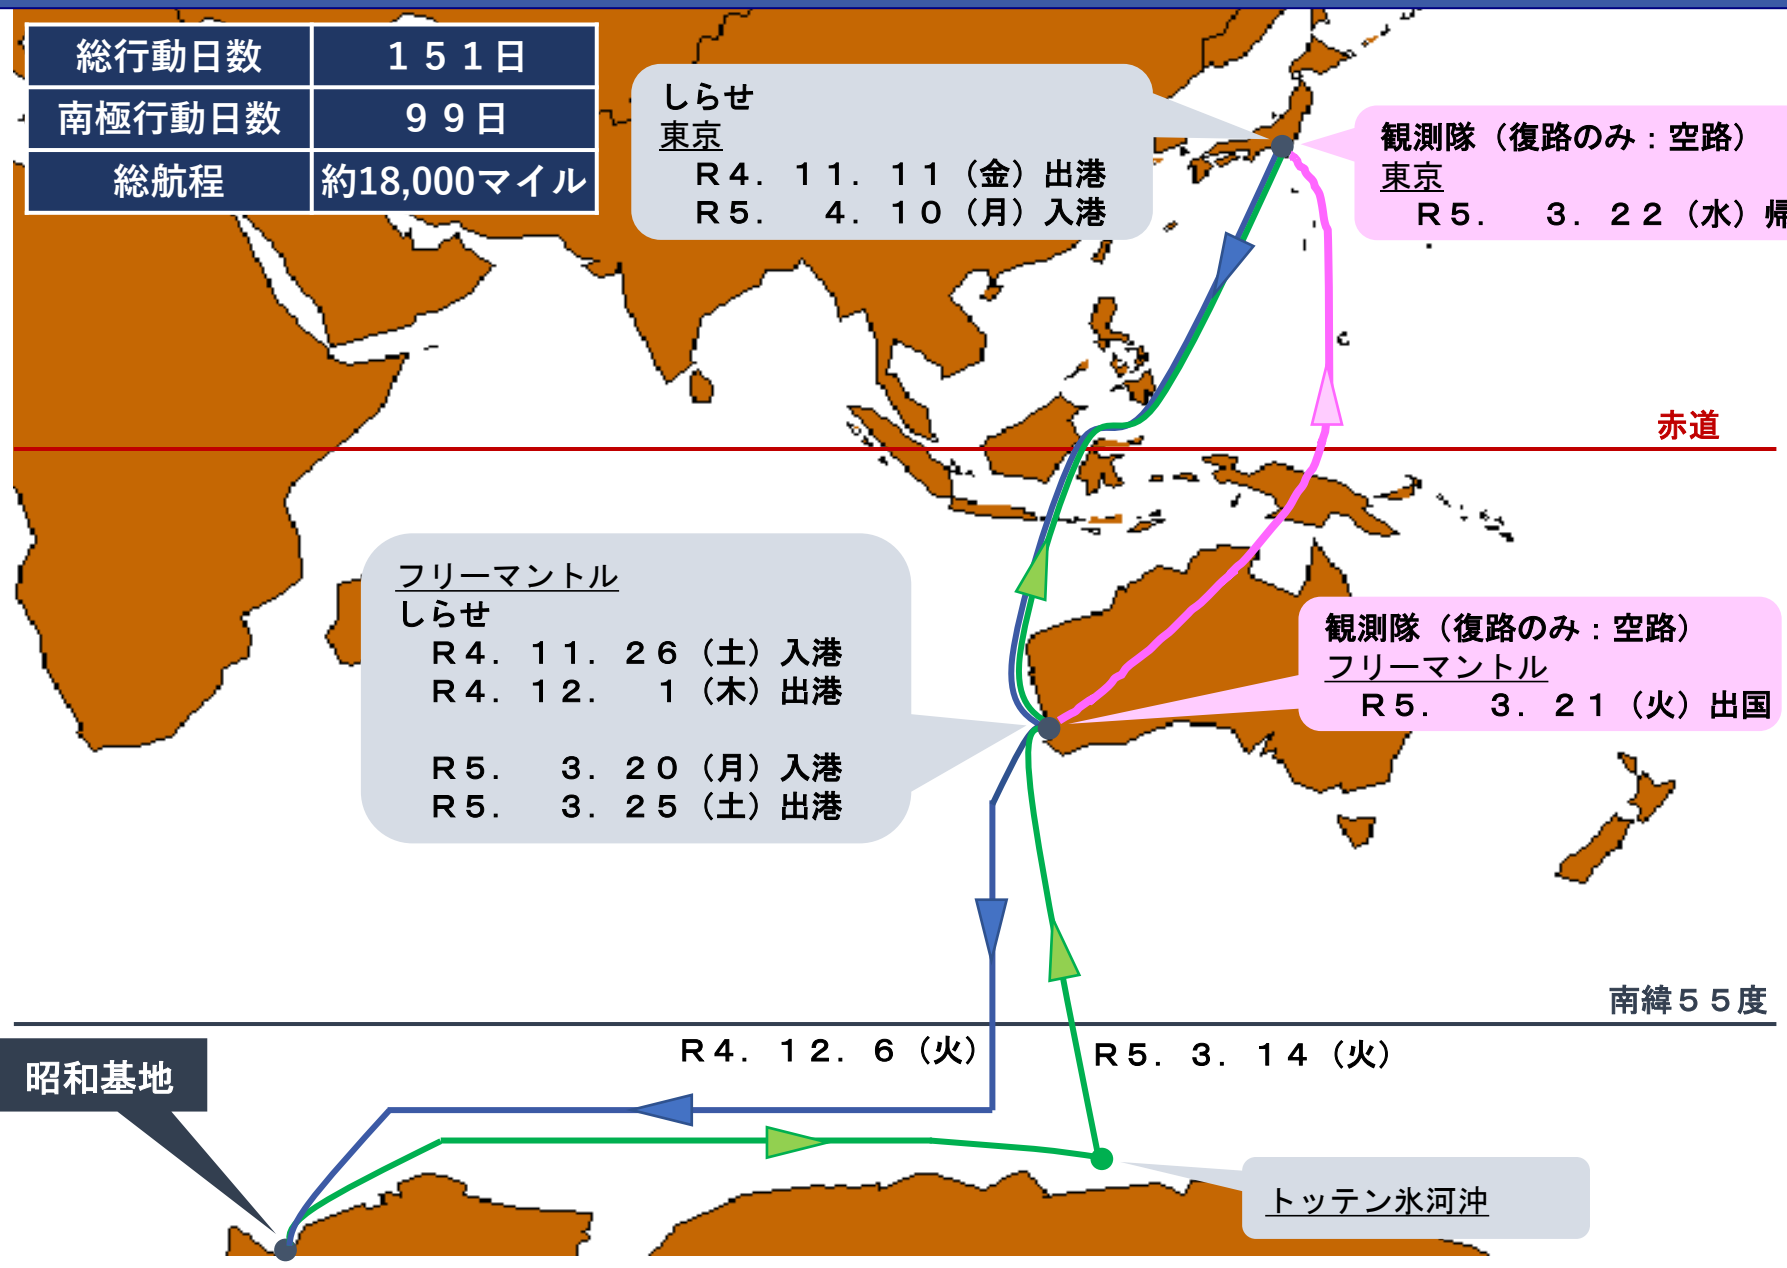 総行動日数 １５１日
南極行動日数 ９９日
総航程 約18,000マイル
しらせ
東京
Ｒ４．１１．１１（金）出港
Ｒ５．　４．１０（月）入港
観測隊（復路のみ：空路）
東京
Ｒ５．　３．２２（水）帰
赤道
フリーマントル
しらせ
Ｒ４．１１．２６（土）入港
Ｒ４．１２．　１（木）出港
Ｒ５．　３．２０（月）入港
Ｒ５．　３．２５（土）出港
観測隊（復路のみ：空路）
フリーマントル
Ｒ５．　３．２１（火）出国
南緯５５度
Ｒ４．１２．６（火）
Ｒ５．３．１４（火）
昭和基地
トッテン氷河沖